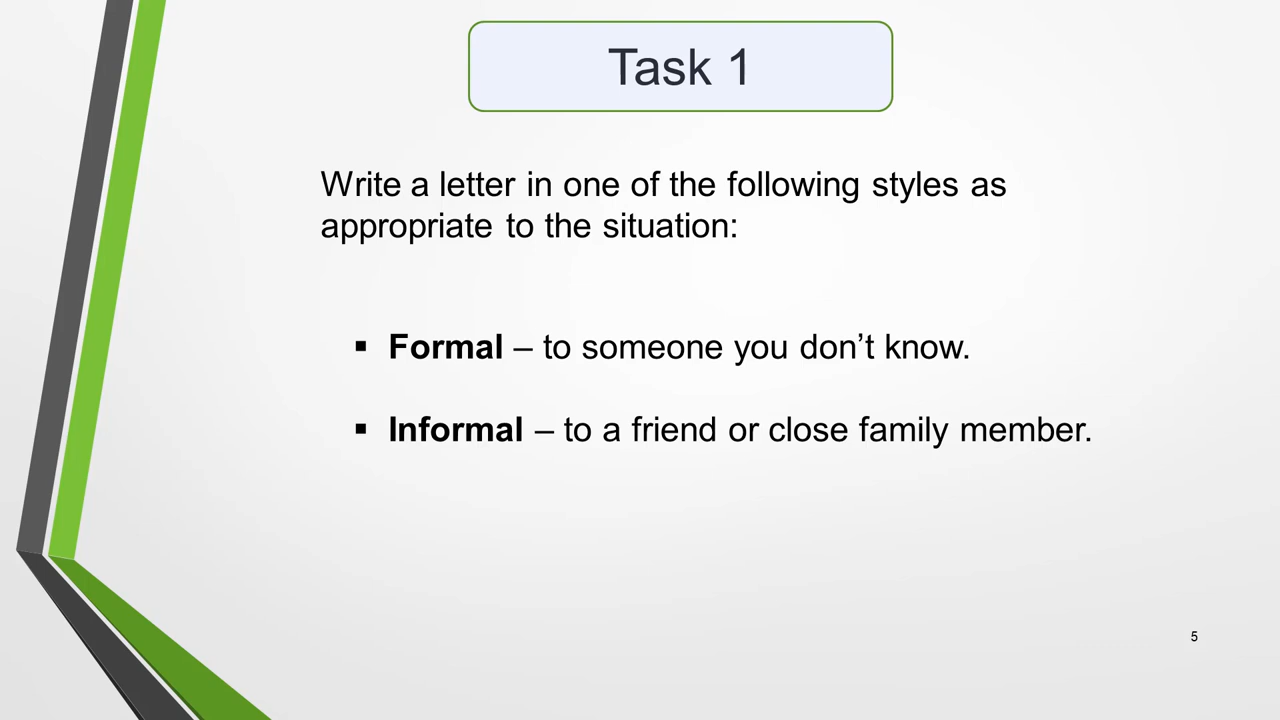 Task 1
Write a letter in one of the following styles as
appropriate to the situation:
▪ Formal – to someone you don’t know.
▪ Informal – to a friend or close family member.
5